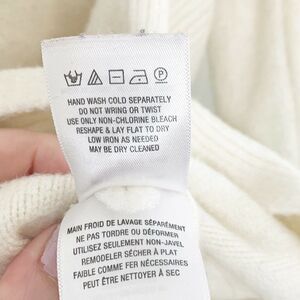 P
HAND WASH COLD SEPARATELY
DO NOT WRING OR TWIST
USE ONLY NON-CHLORINE BLEACH
RESHAPE & LAY FLAT TO DRY
LOW IRON AS NEEDED
MAY BE DRY CLEANED
MAIN FROID DE LAVAGE SÉPARÉMENT
NE PAS TORDRE OU DÉFORMER
UTILISEZ SEULEMENT NON-JAVEL
REMODELER SÉCHER À PLAT
FAIBLE COMME FER NÉCESSAIRES
PEUT ÊTRE NETTOYER À SEC